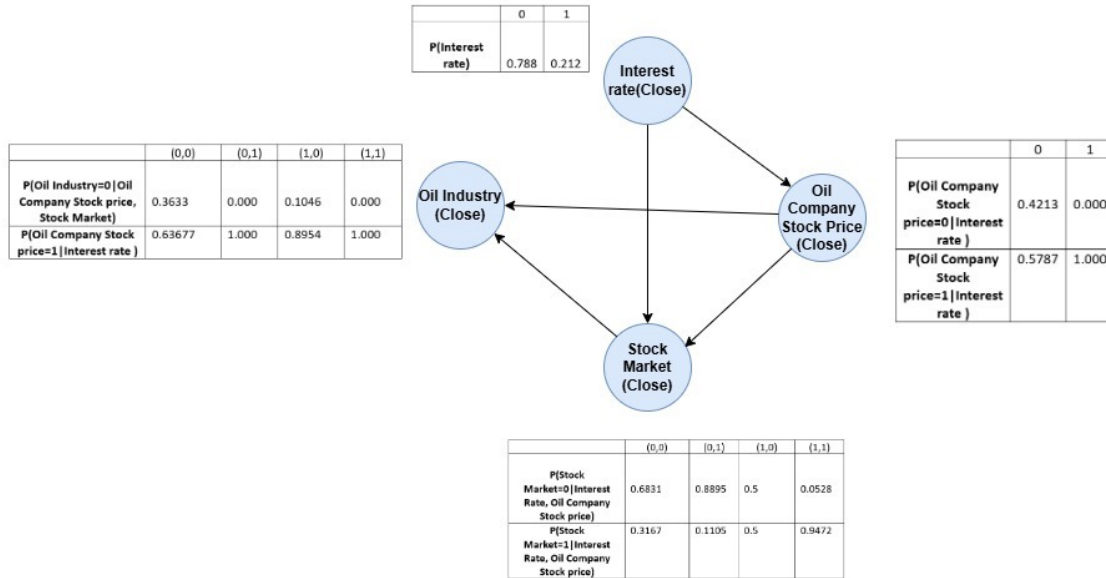 0 1
P(Interest
rate) 0.788 0.212
Interest
rate(Close)
(0,0) (0,1) (1,0) (1,1)
P(Oil Industry=0|Oil
Company Stock price,
Stock Market) 0.3633 0.000 0.1046 0.000
P(Oil Company Stock
price=1|Interest rate ) 0.63677 1.000 0.8954 1.000
Oil Industry
(Close)
Oil
Company
Stock Price
(Close)
0 1
P(Oil Company
Stock
price=0|Interest
rate ) 0.4213 0.000
P(Oil Company
Stock
price=1|Interest
rate ) 0.5787 1.000
Stock
Market
(Close)
(0,0) (0,1) (1,0) (1,1)
P(Stock
Market=0|Interest
Rate, Oil Company
Stock price) 0.6831 0.8895 0.5 0.0528
P(Stock
Market=1|Interest
Rate, Oil Company
Stock price) 0.3167 0.1105 0.5 0.9472